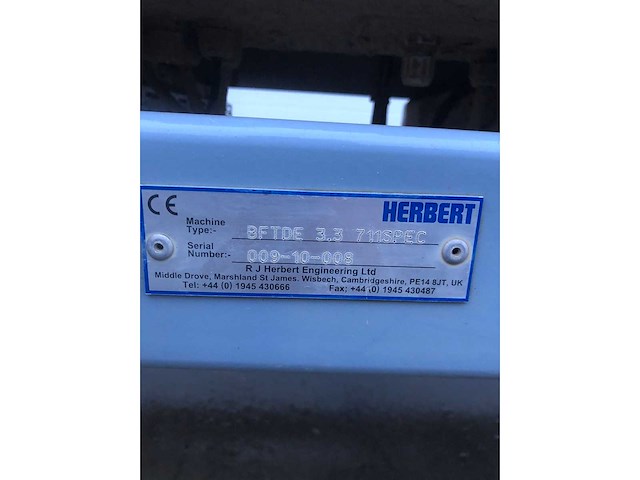 CE HERBERT
Machine
Type:- BFTDE 3.3 711SPEC
Serial
Number:- 009-10-008
R J Herbert Engineering Ltd
Middle Drove, Marshland St James. Wisbech, Cambridgeshire, PE14 8JT, UK
Tel: +44 (0) 1945 430666 Fax: +44 (0) 1945 430487